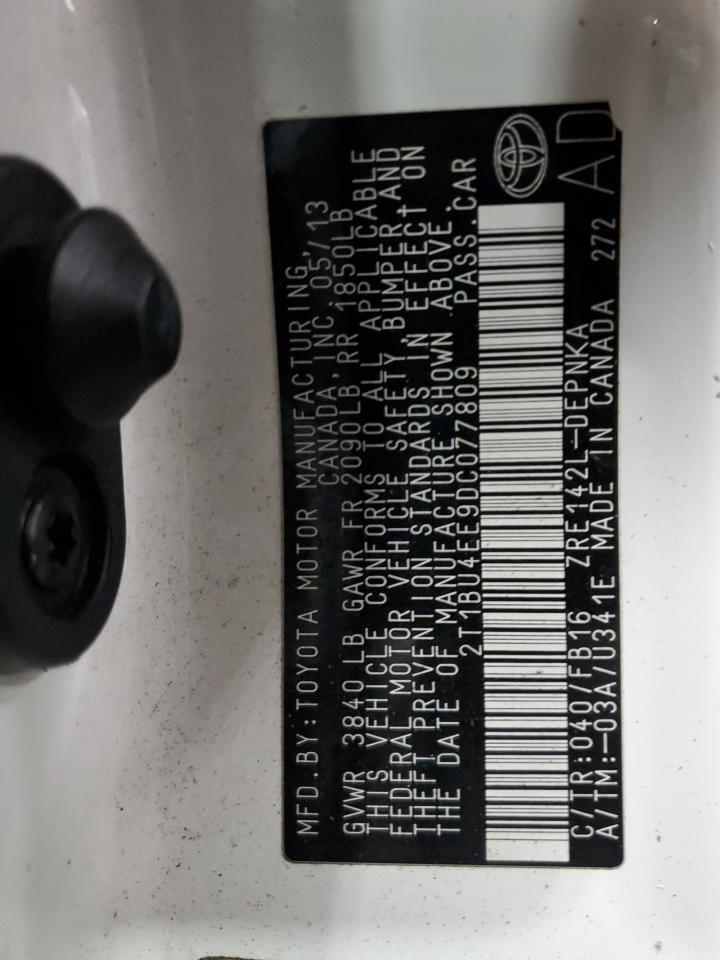 MFD.BY:TOYOTA MOTOR MANUFACTURING,
CANADA, INC. 05/13
GVWR 3840 LB GAWR FR 2090LB, RR 1850LB
THIS VEHICLE CONFORMS TO ALL APPLICABLE
FEDERAL MOTOR VEHICLE SAFETY, BUMPER AND
THEFT PREVENTION STANDARDS IN EFFECT ON
THE DATE OF MANUFACTURE SHOWN ABOVE.
2T1BU4EE9DC077809 PASS.CAR
C/TR:040/FB16 ZRE142L-DEPNKA
A/TM:-03A/U341E MADE IN CANADA 272
AD